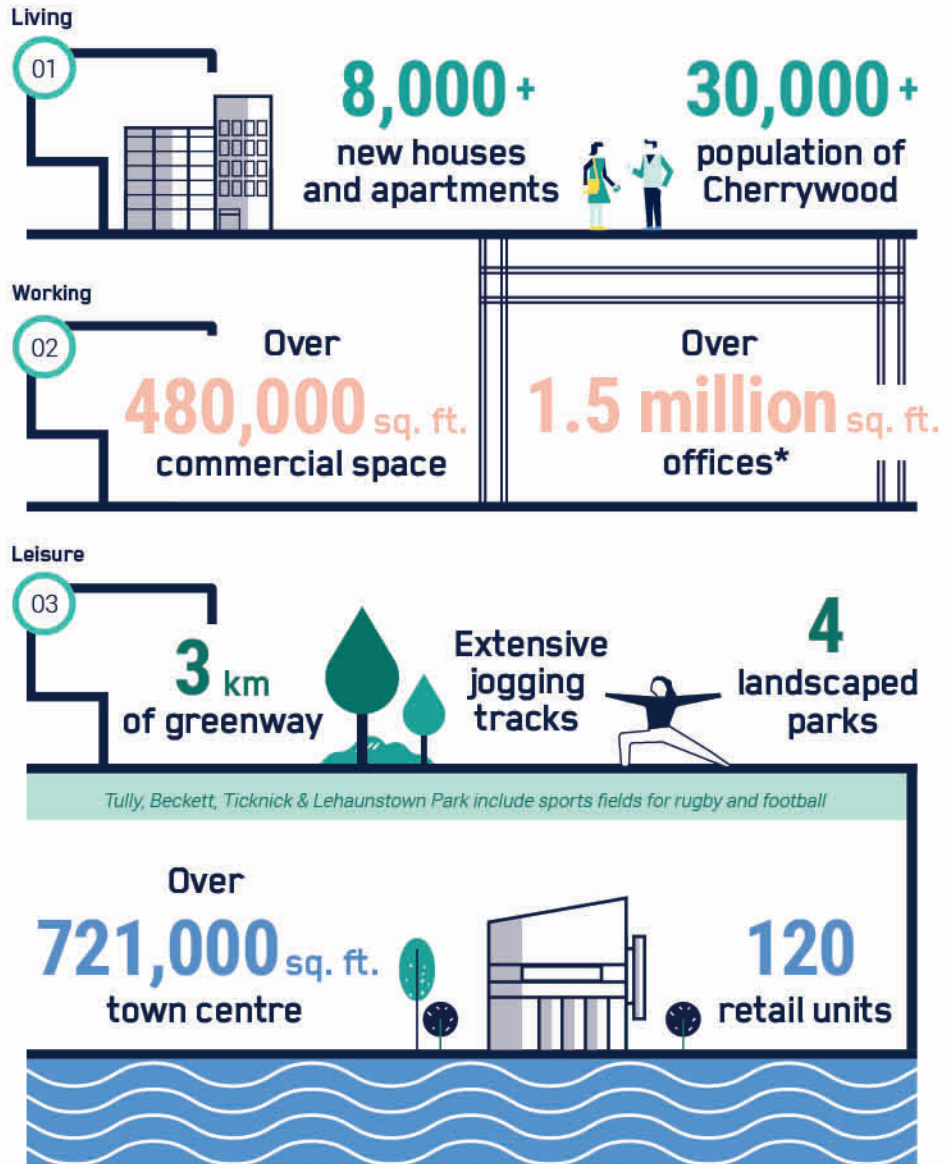 Living
01
8,000+
new houses
and apartments
30,000+
population of
Cherrywood
Working
02
Over
480,000 sq. ft.
commercial space
Over
1.5 million sq. ft.
offices*
Leisure
03
3 km
of greenway
Extensive
jogging
tracks
4
landscaped
parks
Tully, Beckett, Ticknick & Lehaunstown Park include sports fields for rugby and football
Over
721,000 sq. ft.
town centre
120
retail units